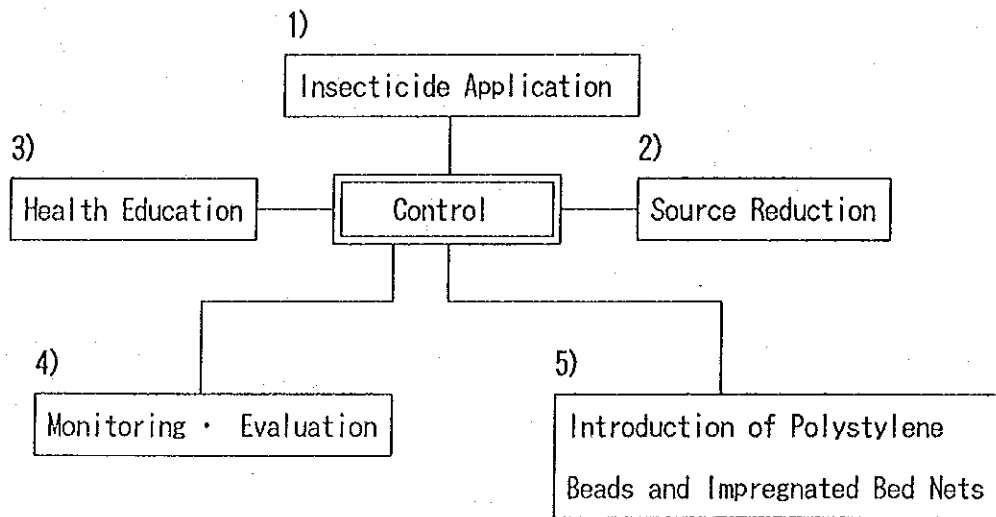 1)
Insecticide Application
3)
2)
Health Education
Control
Source Reduction
4)
5)
Monitoring · Evaluation
Introduction of Polystylene
Beads and Impregnated Bed Nets